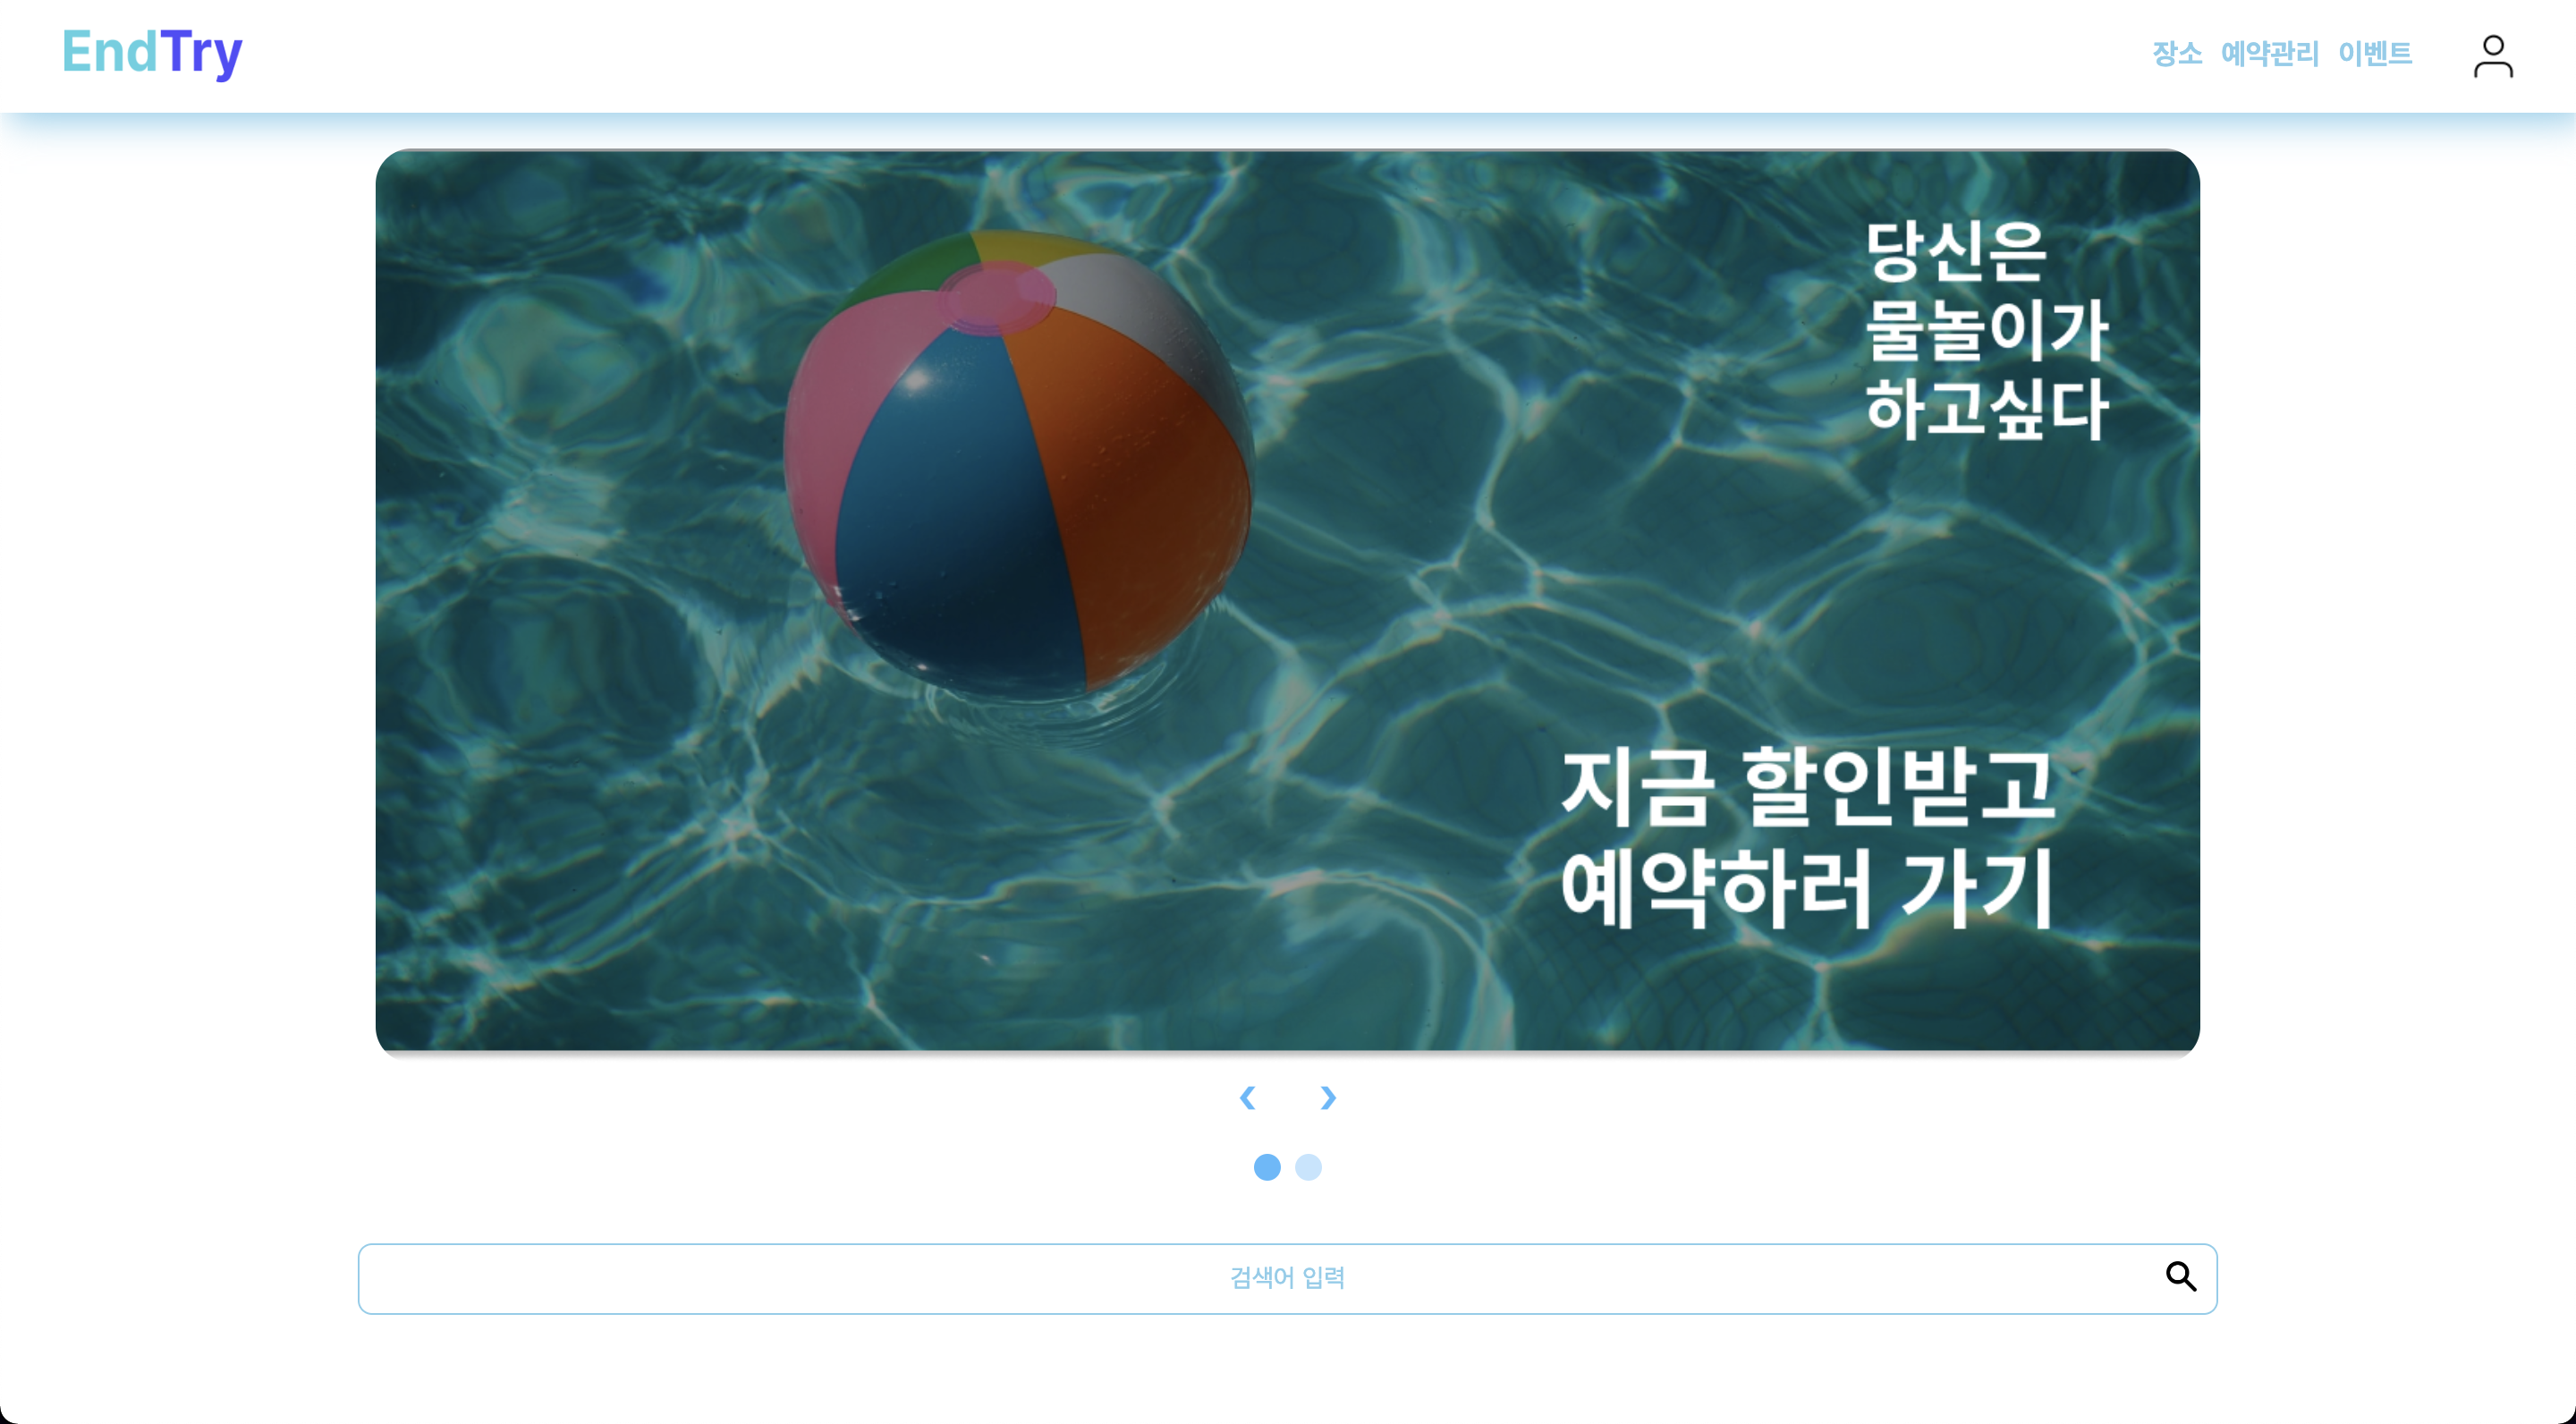 EndTry
장소 예약관리 이벤트
당신은
물놀이가
하고싶다
지금 할인받고
예약하러 가기
검색어 입력